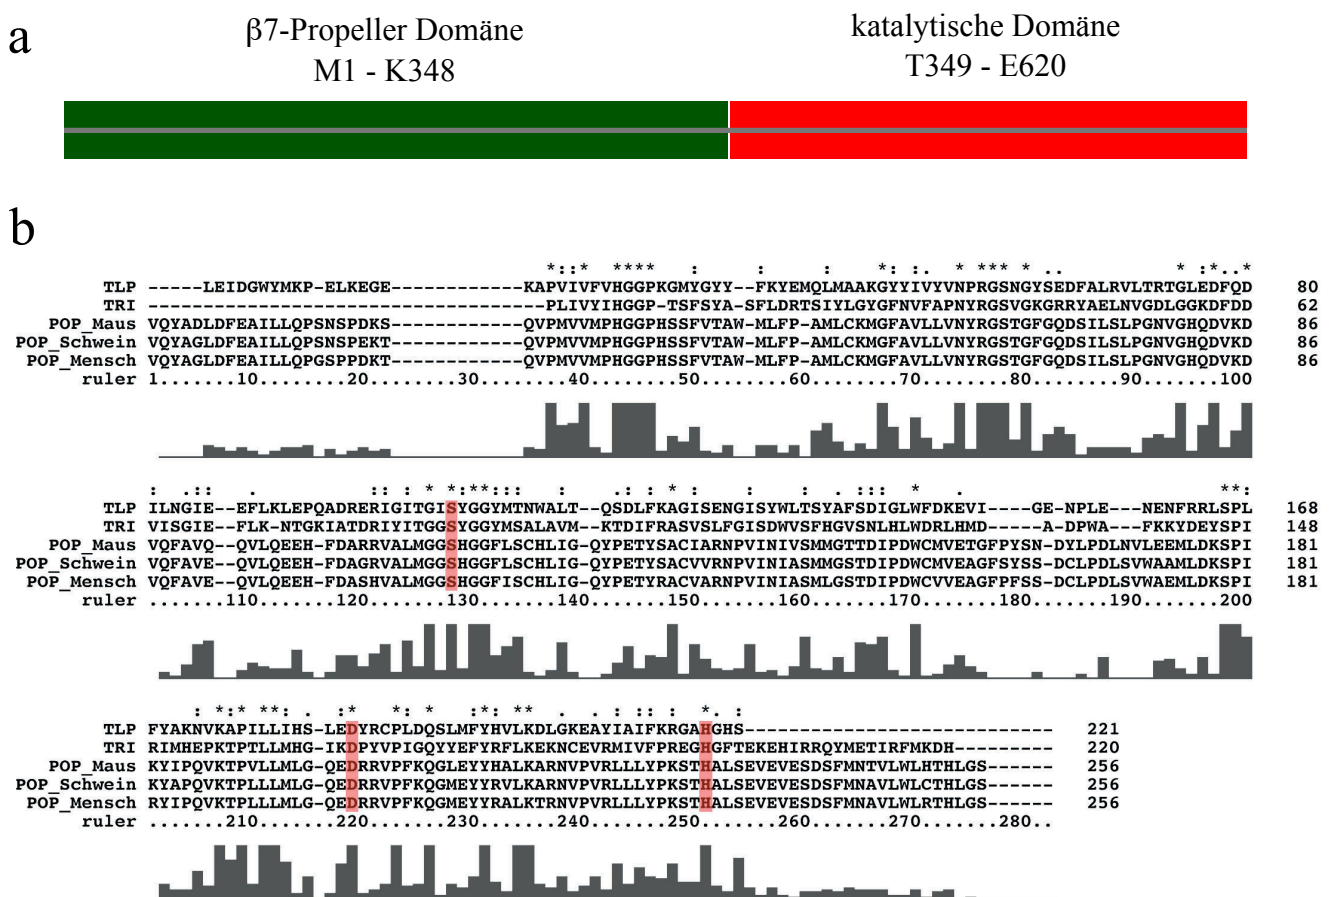 a
β7-Propeller Domäne
M1 - K348
katalytische Domäne
T349 - E620
b
*::*  ****   :     :     :    *: :.  * *** * ..          * :*..*
TLP -----LEIDGWYMKP-ELKEGE------------KAPVIVFVHGGPKGMYGYY--FKYEMQLMAAKGYYIVYVNPRGSNGYSEDFALRVLTRTGLEDFQD 80
TRI ------------------------------------PLIVYIHGGP-TSFSYA-SFLDRTSIYLGYGFNVFAPNYRGSVGKGRRYAELNVGDLGGKDFDD 62
POP_Maus VQYADLDFEAILLQPSNSPDKS------------QVPMVVMPHGGPHSSFVTAW-MLFP-AMLCKMGFAVLLVNYRGSTGFGQDSILSLPGNVGHQDVKD 86
POP_Schwein VQYAGLDFEAILLQPSNSPEKT------------QVPMVVMPHGGPHSSFVTAW-MLFP-AMLCKMGFAVLLVNYRGSTGFGQDSILSLPGNVGHQDVKD 86
POP_Mensch VQYAGLDFEAILLQPGSPPDKT------------QVPMVVMPHGGPHSSFVTAW-MLFP-AMLCKMGFAVLLVNYRGSTGFGQDSILSLPGNVGHQDVKD 86
ruler 1.......10........20........30........40........50........60........70........80........90.......100
:  .::   .          :: : * *:**:::   :    .: : * :    :  . :::  *   .                       **:
TLP ILNGIE--EFLKLEPQADRERIGITGISYGGYMTNWALT--QSDLFKAGISENGISYWLTSYAFSDIGLWFDKEVI----GE-NPLE---NENFRRLSPL 168
TRI VISGIE--FLK-NTGKIATDRIYITGGSYGGYMSALAVM--KTDIFRASVSLFGISDWVSFHGVSNLHLWDRLHMD-----A-DPWA---FKKYDEYSPI 148
POP_Maus VQFAVQ--QVLQEEH-FDARRVALMGGSHGGFLSCHLIG-QYPETYSACIARNPVINIVSMMGTTDIPDWCMVETGFPYSN-DYLPDLNVLEEMLDKSPI 181
POP_Schwein VQFAVE--QVLQEEH-FDAGRVALMGGSHGGFLSCHLIG-QYPETYSACVVRNPVINIASMMGSTDIPDWCMVEAGFSYSS-DCLPDLSVWAAMLDKSPI 181
POP_Mensch VQFAVE--QVLQEEH-FDASHVALMGGSHGGFISCHLIG-QYPETYRACVARNPVINIASMLGSTDIPDWCVVEAGFPFSS-DCLPDLSVWAEMLDKSPI 181
ruler .......110.......120.......130.......140.......150.......160.......170.......180.......190.......200
: *:* **: .  :*   *: *    *: **   .  . : ::  :    *. :
TLP FYAKNVKAPILLIHS-LEDYRCPLDQSLMFYHVLKDLGKEAYIAIFKRGAHGHS---------------------------- 221
TRI RIMHEPKTPTLLMHG-IKDPYVPIGQYYEFYRFLKEKNCEVRMIVFPREGHGFTEKEHIRRQYMETIRFMKDH--------- 220
POP_Maus KYIPQVKTPVLLMLG-QEDRRVPFKQGLEYYHALKARNVPVRLLLYPKSTHALSEVEVESDSFMNTVLWLHTHLGS------ 256
POP_Schwein KYAPQVKTPLLLMLG-QEDRRVPFKQGMEYYRVLKARNVPVRLLLYPKSTHALSEVEVESDSFMNAVLWLCTHLGS------ 256
POP_Mensch RYIPQVKTPLLLMLG-QEDRRVPFKQGMEYYRALKTRNVPVRLLLYPKSTHALSEVEVESDSFMNAVLWLRTHLGS------ 256
ruler .......210.......220.......230.......240.......250.......260.......270.......280..